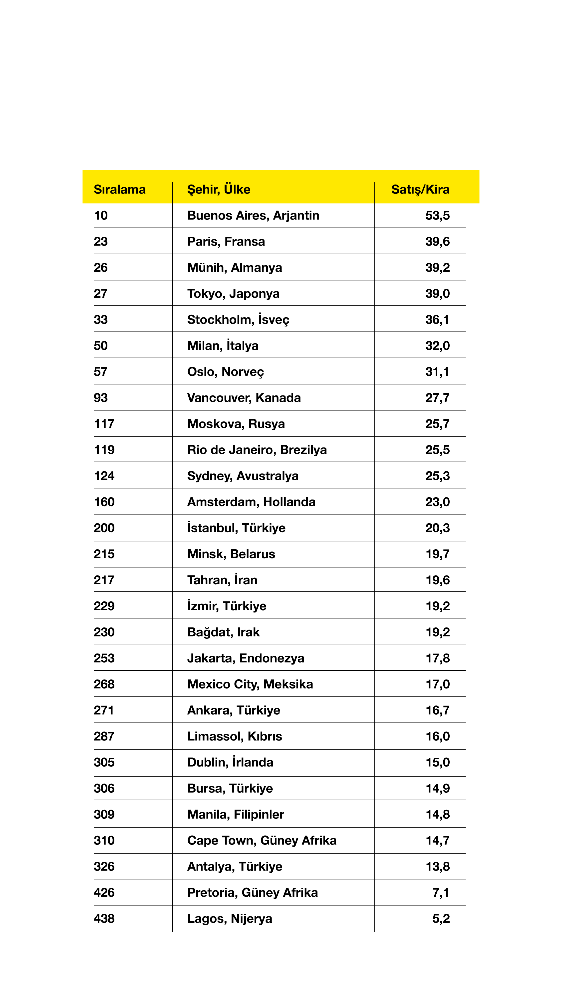 Sıralama Şehir, Ülke Satış/Kira
10 Buenos Aires, Arjantin 53,5
23 Paris, Fransa 39,6
26 Münih, Almanya 39,2
27 Tokyo, Japonya 39,0
33 Stockholm, İsveç 36,1
50 Milan, İtalya 32,0
57 Oslo, Norveç 31,1
93 Vancouver, Kanada 27,7
117 Moskova, Rusya 25,7
119 Rio de Janeiro, Brezilya 25,5
124 Sydney, Avustralya 25,3
160 Amsterdam, Hollanda 23,0
200 İstanbul, Türkiye 20,3
215 Minsk, Belarus 19,7
217 Tahran, İran 19,6
229 İzmir, Türkiye 19,2
230 Bağdat, Irak 19,2
253 Jakarta, Endonezya 17,8
268 Mexico City, Meksika 17,0
271 Ankara, Türkiye 16,7
287 Limassol, Kıbrıs 16,0
305 Dublin, İrlanda 15,0
306 Bursa, Türkiye 14,9
309 Manila, Filipinler 14,8
310 Cape Town, Güney Afrika 14,7
326 Antalya, Türkiye 13,8
426 Pretoria, Güney Afrika 7,1
438 Lagos, Nijerya 5,2